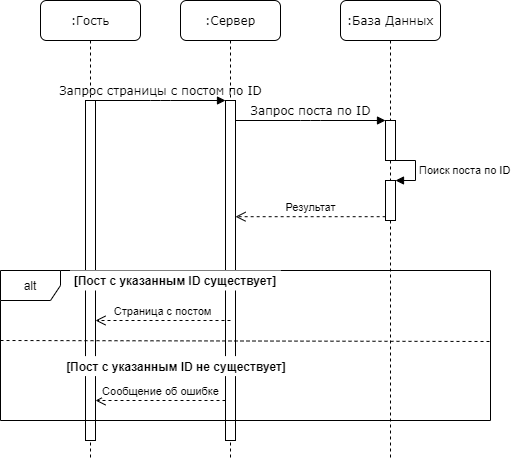 :Гость
:Сервер
:База Данных
Запрос страницы с постом по ID
Запрос поста по ID
Поиск поста по ID
Результат
alt
[Пост с указанным ID существует]
Страница с постом
[Пост с указанным ID не существует]
Сообщение об ошибке